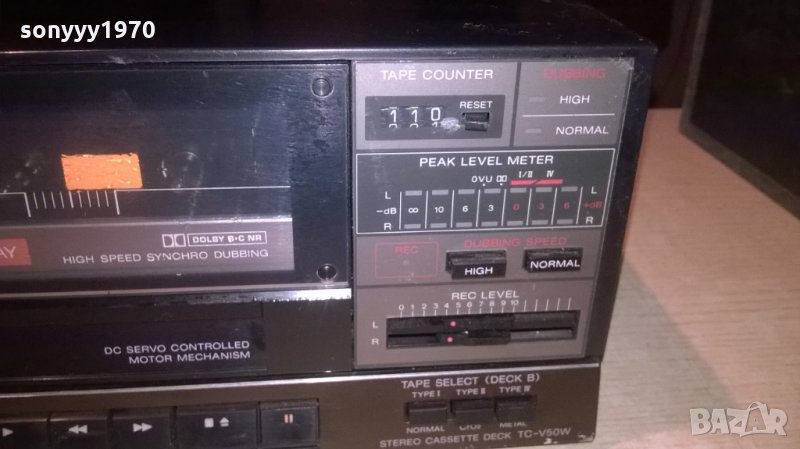 sonyyy1970
TAPE COUNTER
110
RESET
DUBBING
HIGH
NORMAL
PEAK LEVEL METER
0VU I/II IV
L
-dB ∞ 10 6 3 0 3 6 +dB
R
L
R
REC
DUBBING SPEED
HIGH
NORMAL
REC LEVEL
0 1 2 3 4 5 6 7 8 9 10
L
R
AY
DOLBY B·C NR
HIGH SPEED SYNCHRO DUBBING
DC SERVO CONTROLLED
MOTOR MECHANISM
TAPE SELECT (DECK B)
TYPE I TYPE II TYPE IV
NORMAL CrO2 METAL
STEREO CASSETTE DECK TC-V50W
BAZAR